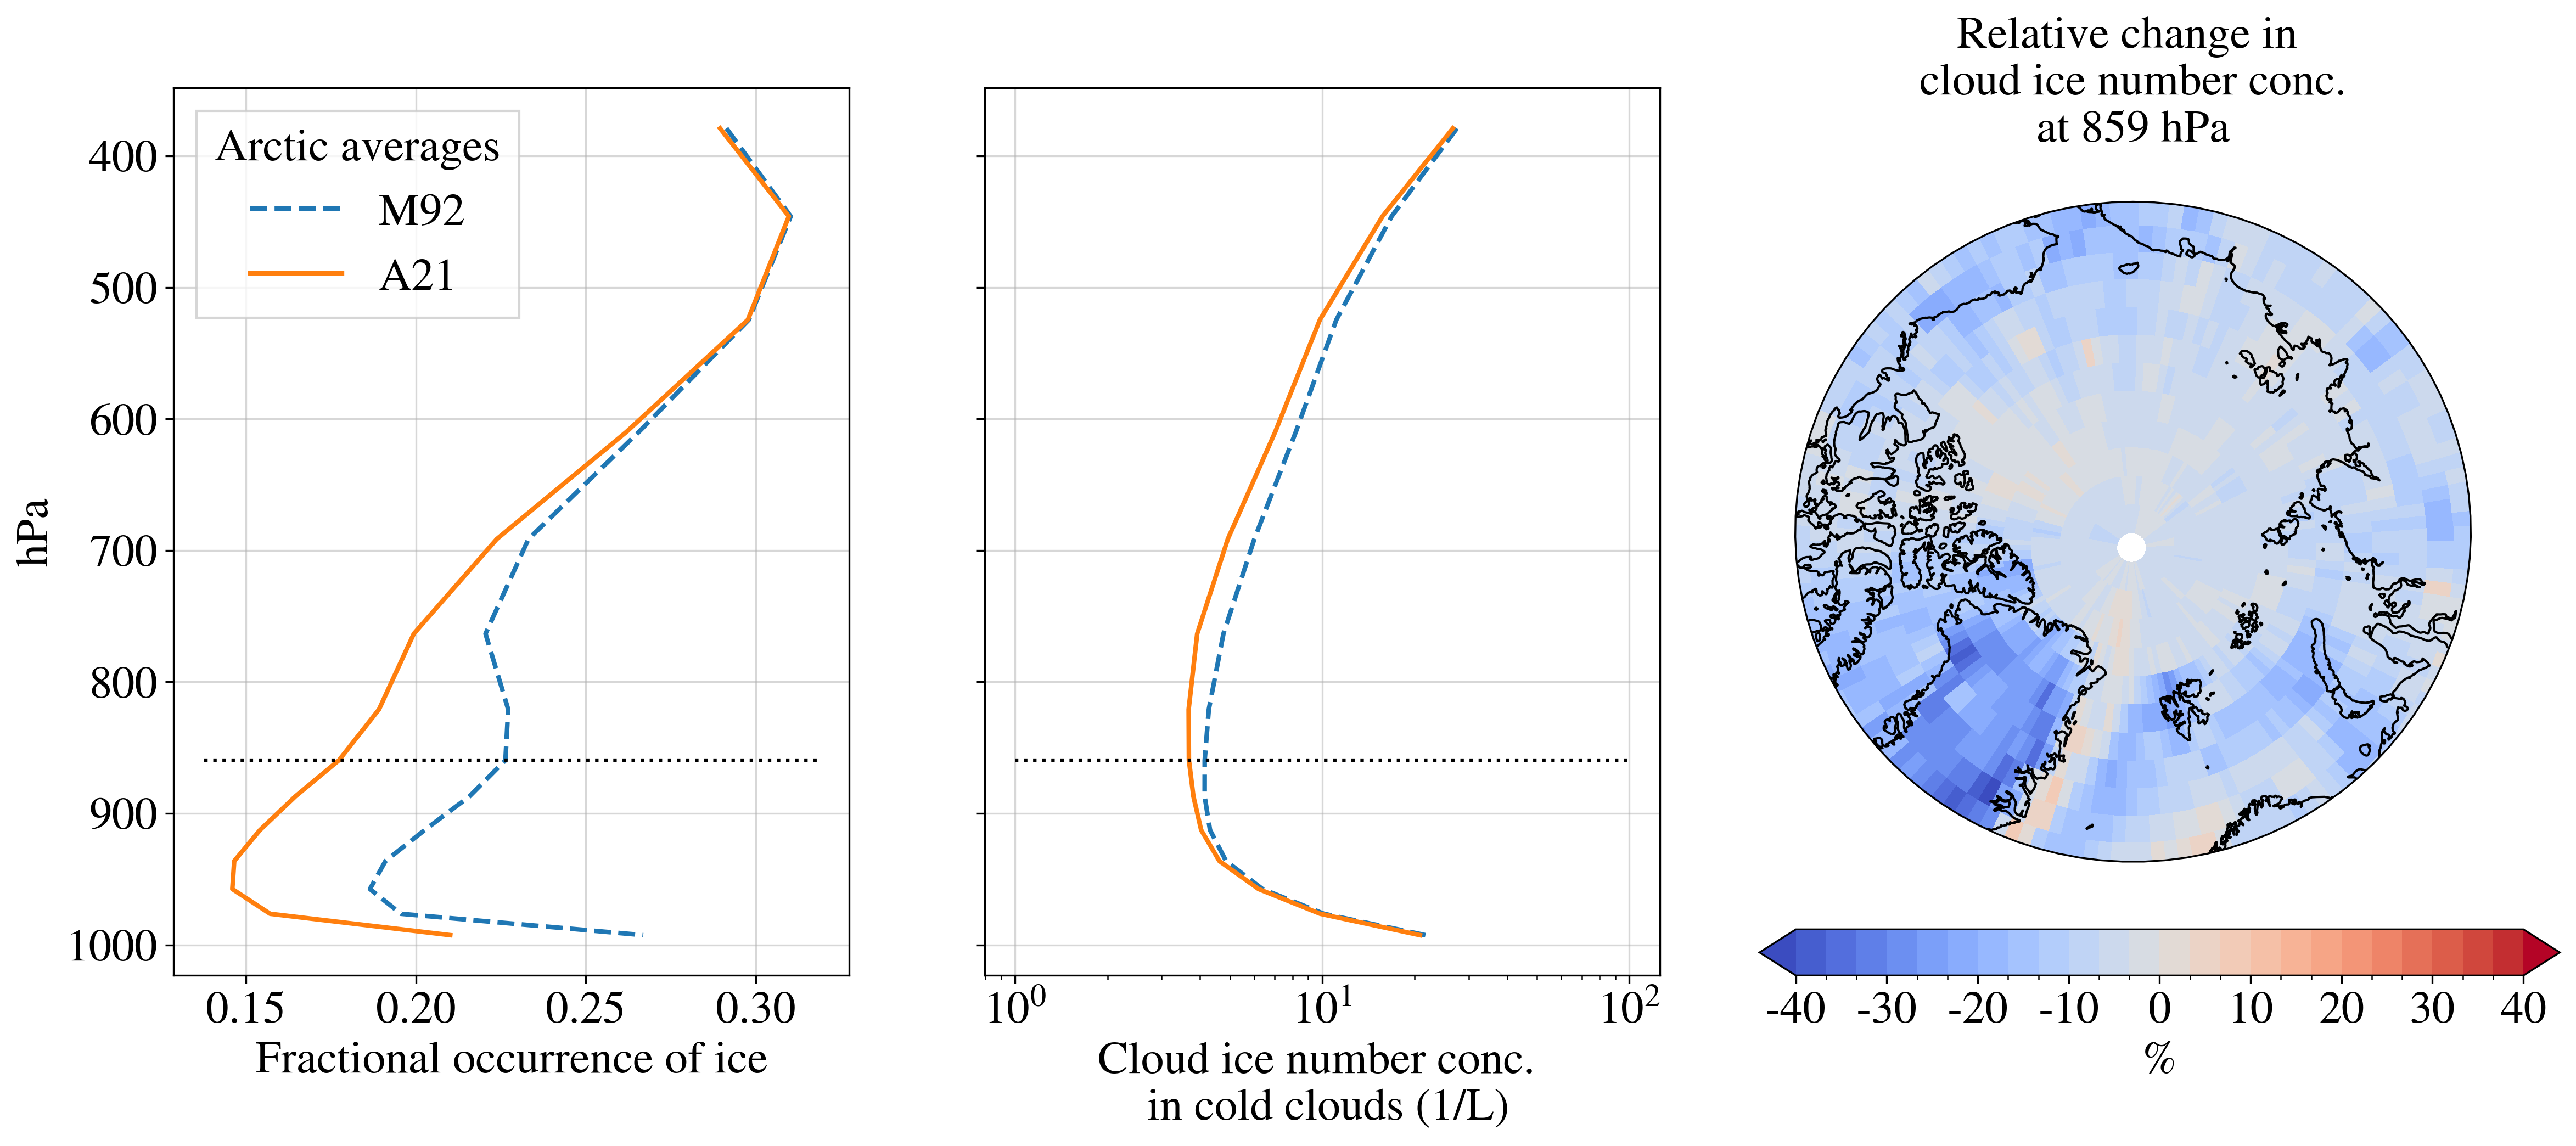 Relative change in
cloud ice number conc.
at 859 hPa
Arctic averages
M92
A21
400
500
600
700
800
900
1000
hPa
0.15 0.20 0.25 0.30
Fractional occurrence of ice
10⁰ 10¹ 10²
Cloud ice number conc.
in cold clouds (1/L)
-40 -30 -20 -10 0 10 20 30 40
%